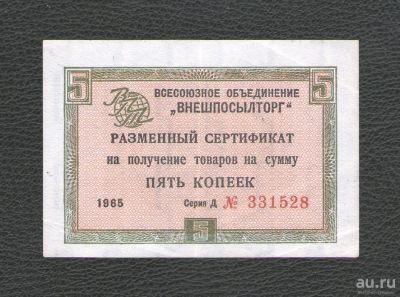 5 ВСЕСОЮЗНОЕ ОБЪЕДИНЕНИЕ 5
ВПТ „ВНЕШПОСЫЛТОРГ“
РАЗМЕННЫЙ СЕРТИФИКАТ
на получение товаров на сумму
ПЯТЬ КОПЕЕК
1965 Серия Д № 331528
5
au.ru